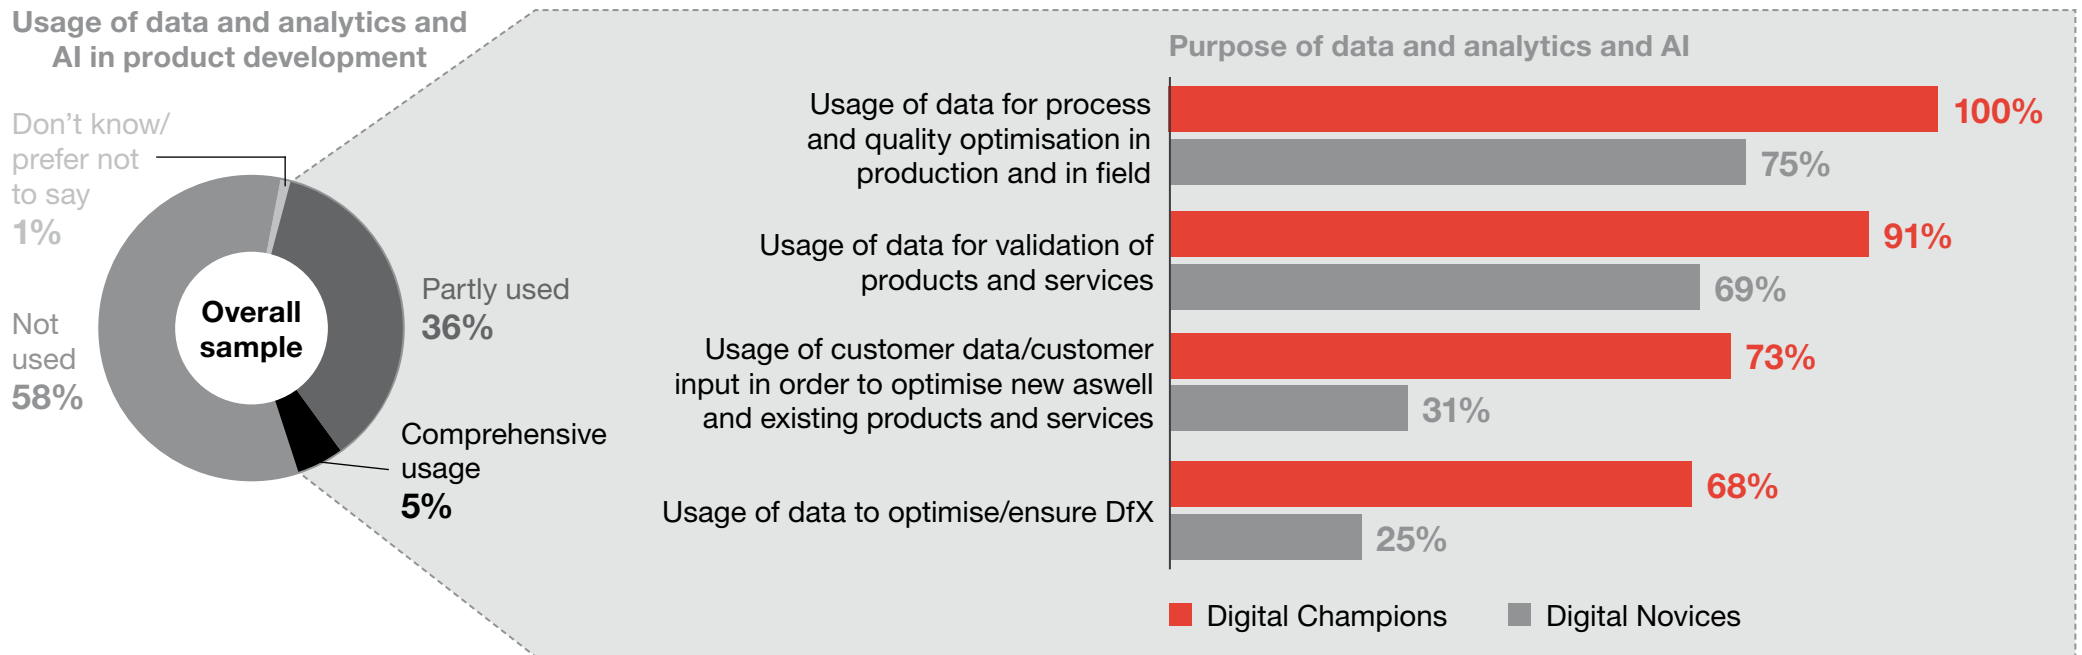 Usage of data and analytics and
AI in product development
Don't know/
prefer not
to say
1%
Not
used
58%
Overall
sample
Partly used
36%
Comprehensive
usage
5%
Purpose of data and analytics and AI
Usage of data for process
and quality optimisation in
production and in field
100%
75%
Usage of data for validation of
products and services
91%
69%
Usage of customer data/customer
input in order to optimise new aswell
and existing products and services
73%
31%
Usage of data to optimise/ensure DfX
68%
25%
Digital Champions
Digital Novices